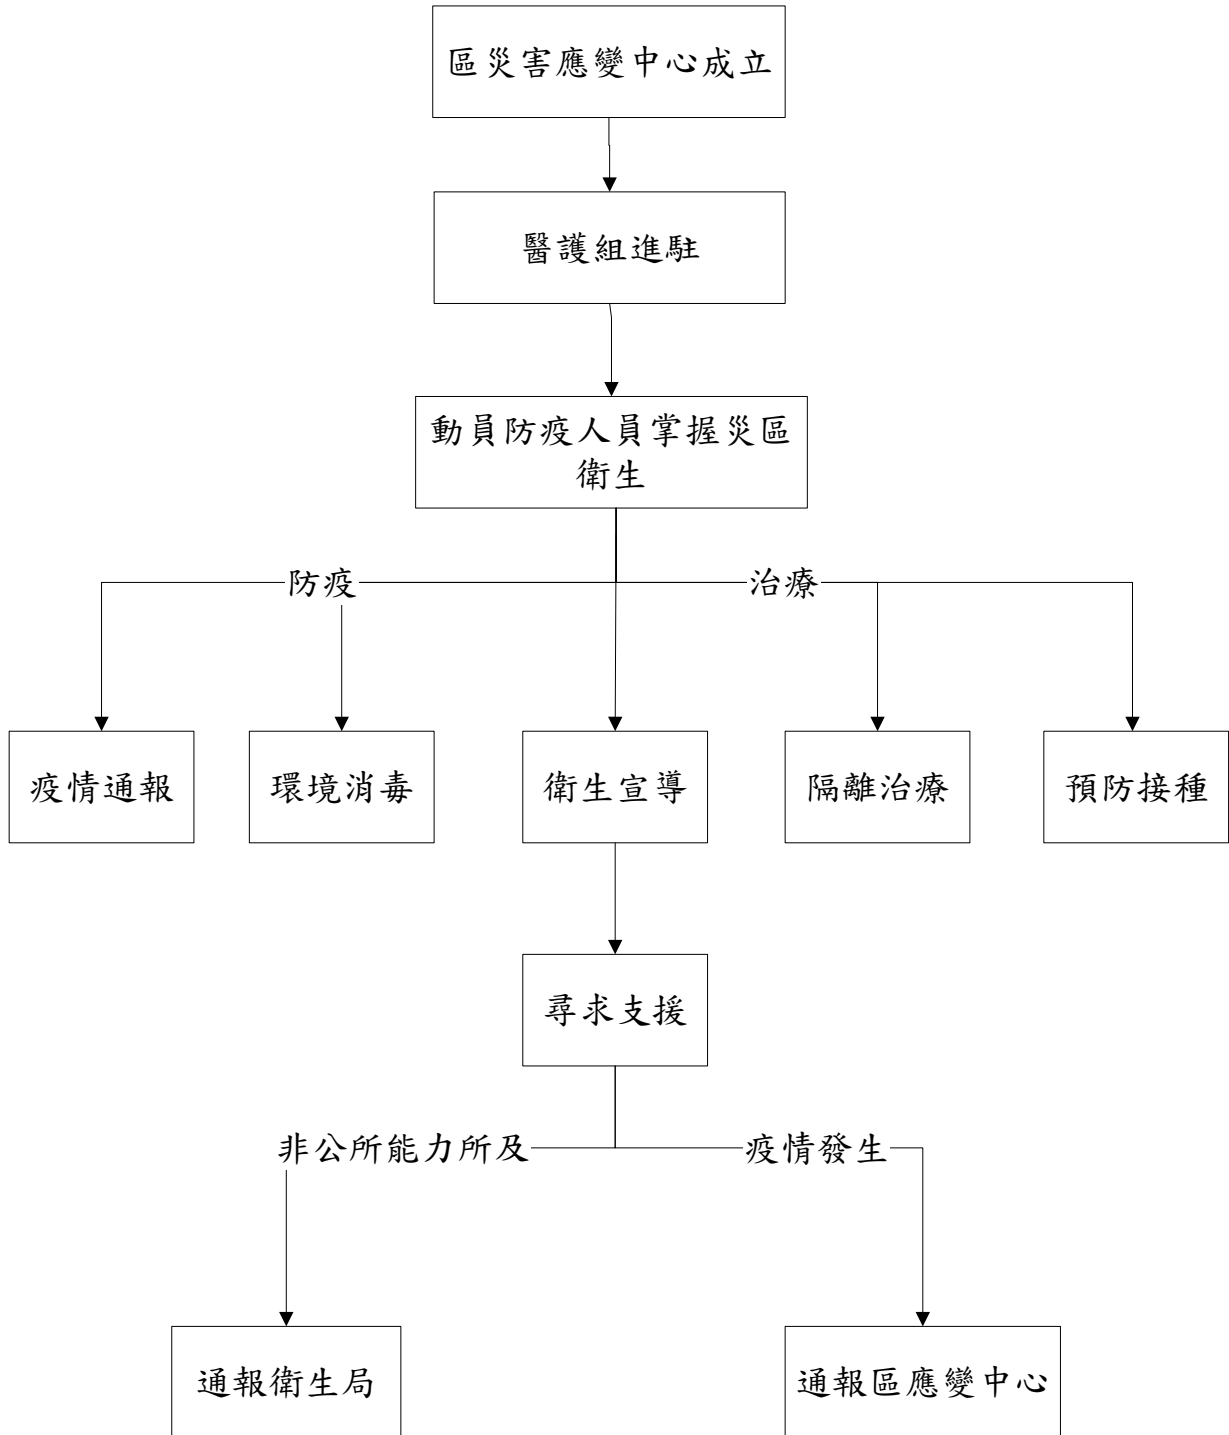 區災害應變中心成立
醫護組進駐
動員防疫人員掌握災區
衛生
防疫
治療
疫情通報
環境消毒
衛生宣導
隔離治療
預防接種
尋求支援
非公所能力所及
疫情發生
通報衛生局
通報區應變中心